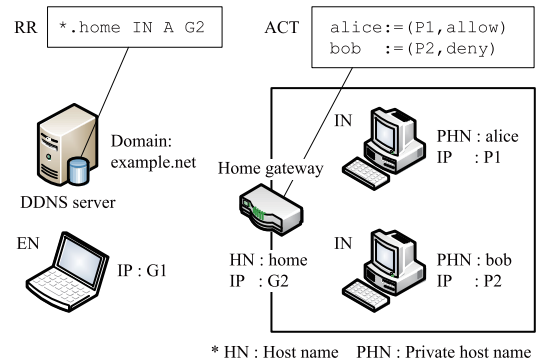 RR
*.home IN A G2
ACT
alice:=(P1,allow)
bob :=(P2,deny)
Domain:
example.net
DDNS server
Home gateway
IN
PHN : alice
IP : P1
EN
IP : G1
HN : home
IP : G2
IN
PHN : bob
IP : P2
* HN : Host name PHN : Private host name